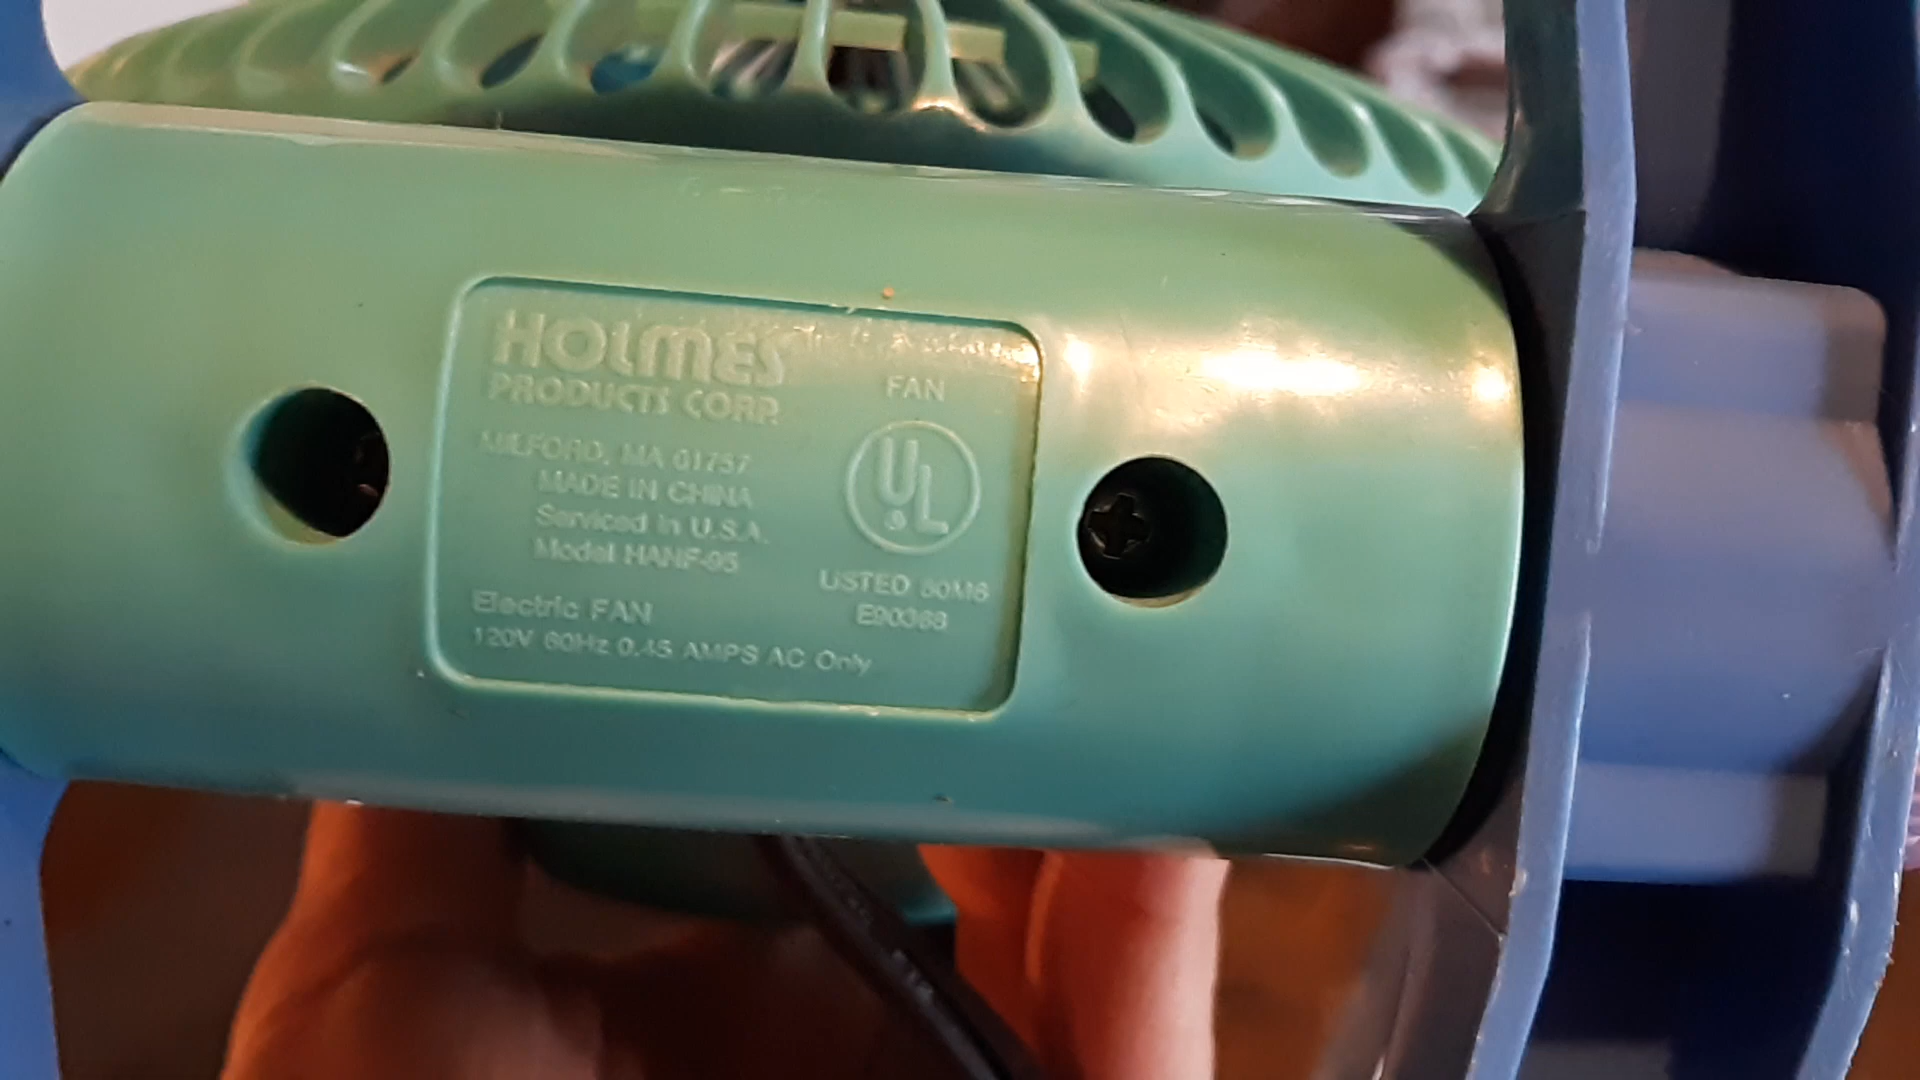 HOLMES
PRODUCTS CORP.
MILFORD, MA 01757
MADE IN CHINA
Serviced in U.S.A.
Model HANF-95
Electric FAN
120V 60Hz 0.45 AMPS AC Only
FAN
UL
®
LISTED
E90368